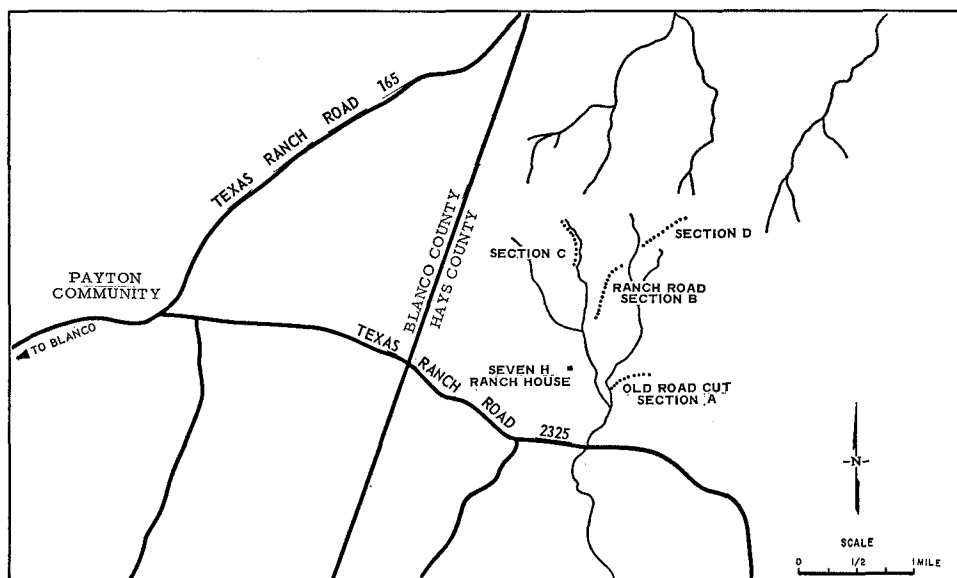 TEXAS RANCH ROAD 165
BLANCO COUNTY
HAYS COUNTY
SECTION D
SECTION C
PAYTON
COMMUNITY
RANCH ROAD
SECTION B
TO BLANCO
TEXAS RANCH ROAD 2325
SEVEN H
RANCH HOUSE
OLD ROAD CUT
SECTION A
N
SCALE
0 1/2 1 MILE